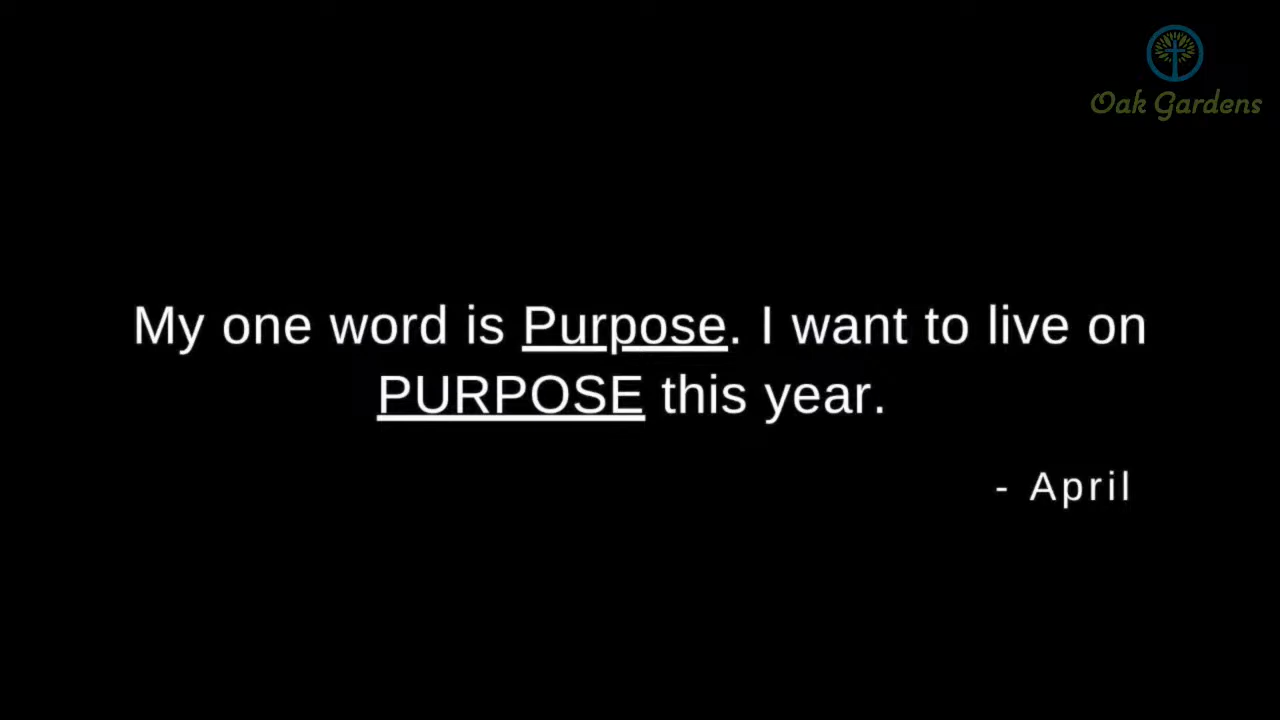 Oak Gardens
My one word is Purpose. I want to live on
PURPOSE this year.
- April